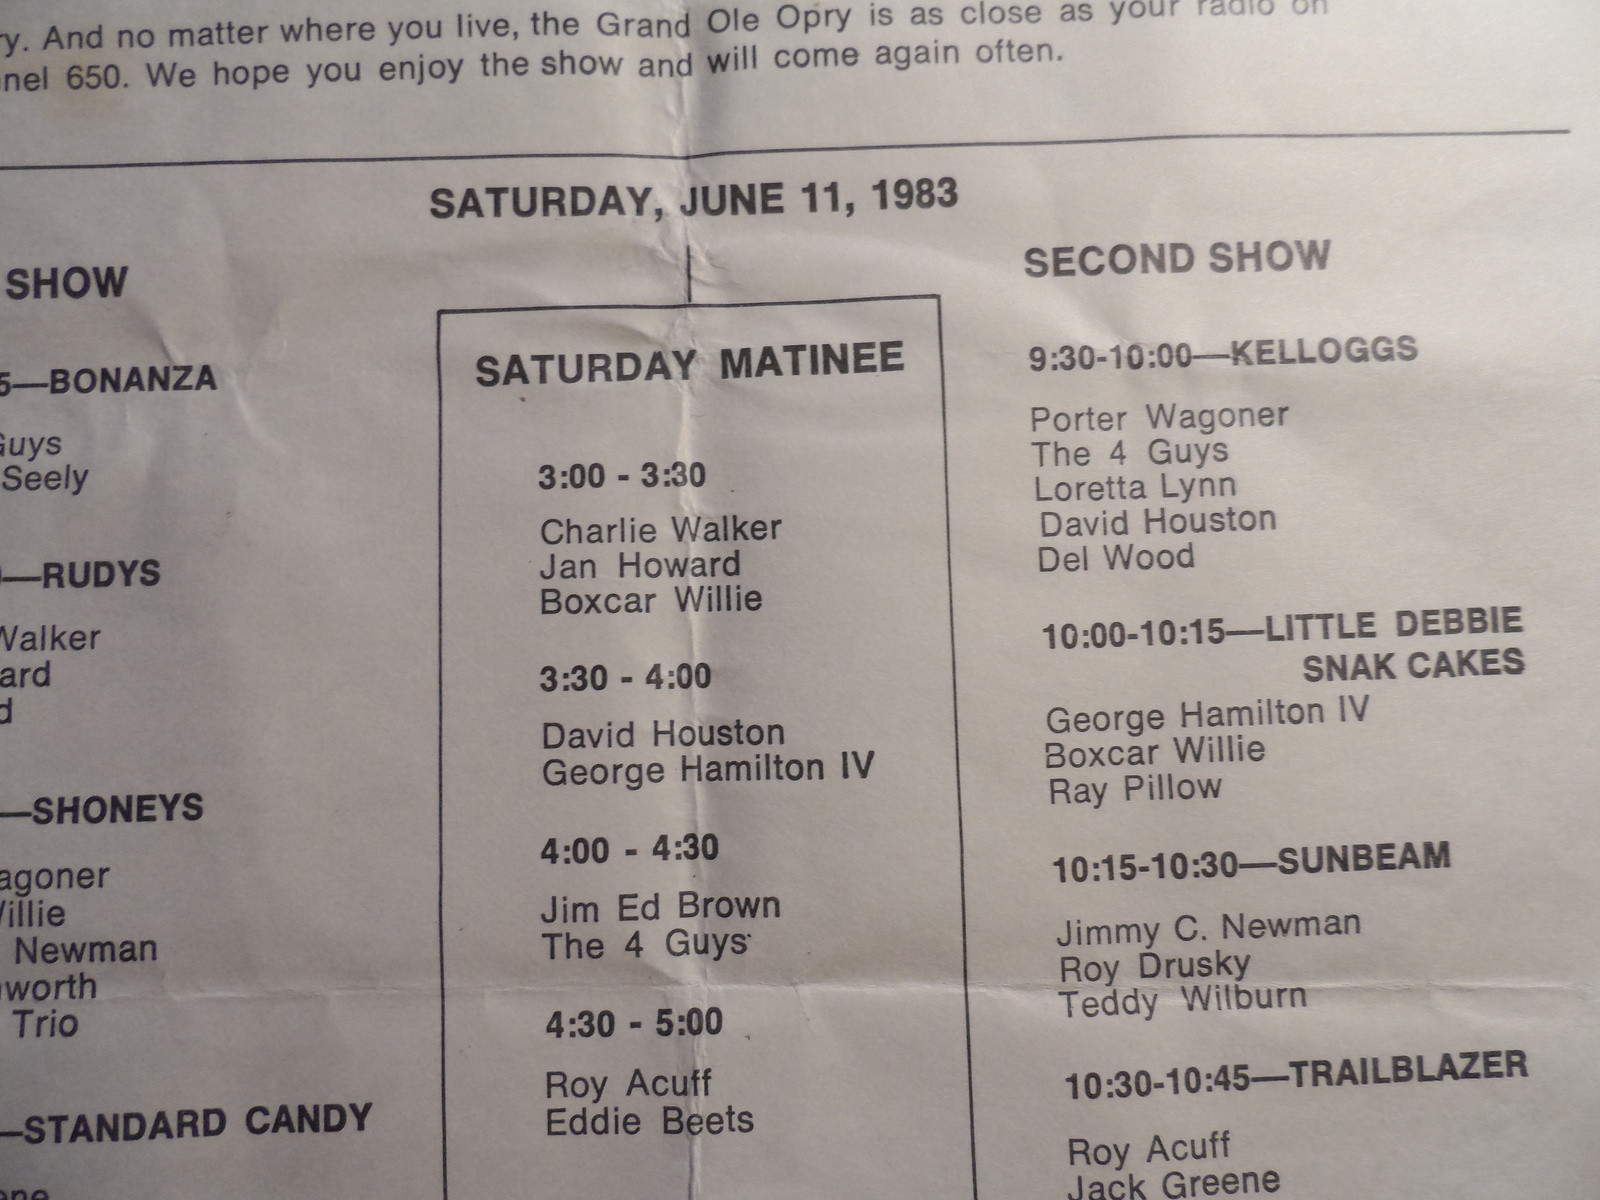 And no matter where you live, the Grand Ole Opry is as close as your radio on
650. We hope you enjoy the show and will come again often.
SATURDAY, JUNE 11, 1983
SHOW
5—BONANZA
Guys
Seely
—RUDYS
Walker
ard
d
—SHONEYS
agoner
Willie
Newman
worth
Trio
—STANDARD CANDY
SATURDAY MATINEE
3:00 - 3:30
Charlie Walker
Jan Howard
Boxcar Willie
3:30 - 4:00
David Houston
George Hamilton IV
4:00 - 4:30
Jim Ed Brown
The 4 Guys
4:30 - 5:00
Roy Acuff
Eddie Beets
SECOND SHOW
9:30-10:00—KELLOGGS
Porter Wagoner
The 4 Guys
Loretta Lynn
David Houston
Del Wood
10:00-10:15—LITTLE DEBBIE
SNAK CAKES
George Hamilton IV
Boxcar Willie
Ray Pillow
10:15-10:30—SUNBEAM
Jimmy C. Newman
Roy Drusky
Teddy Wilburn
10:30-10:45—TRAILBLAZER
Roy Acuff
Jack Greene